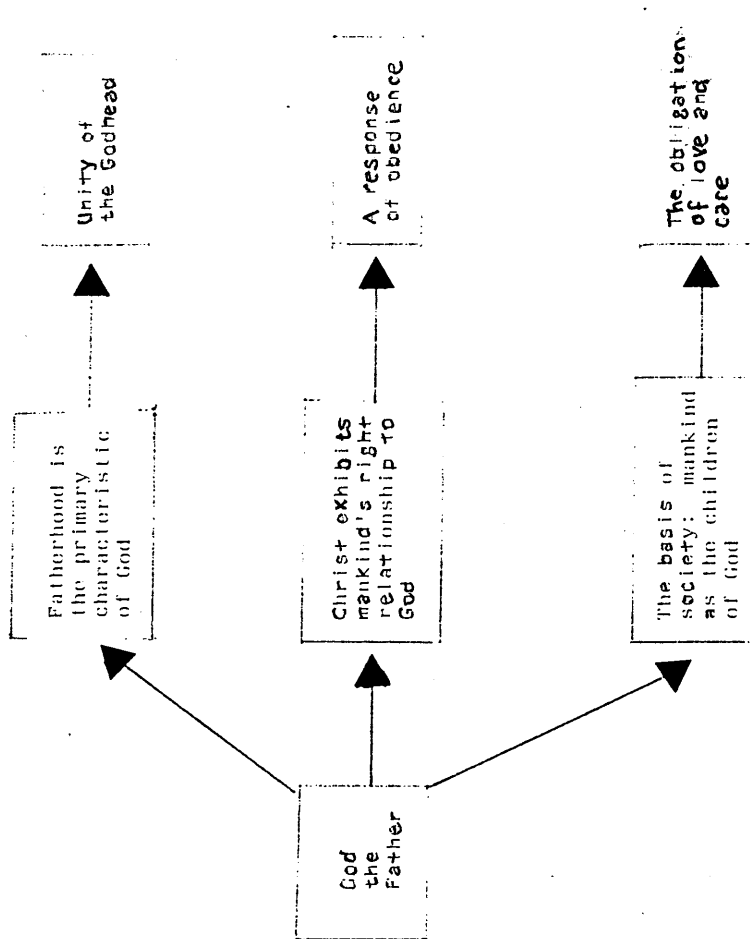 God
the
Father
Fatherhood is
the primary
characteristic
of God
Unity of
the Godhead
Christ exhibits
mankind's right
relationship to
God
A response
of obedience
The basis of
society: mankind
as the children
of God
The obligation
of love and
care